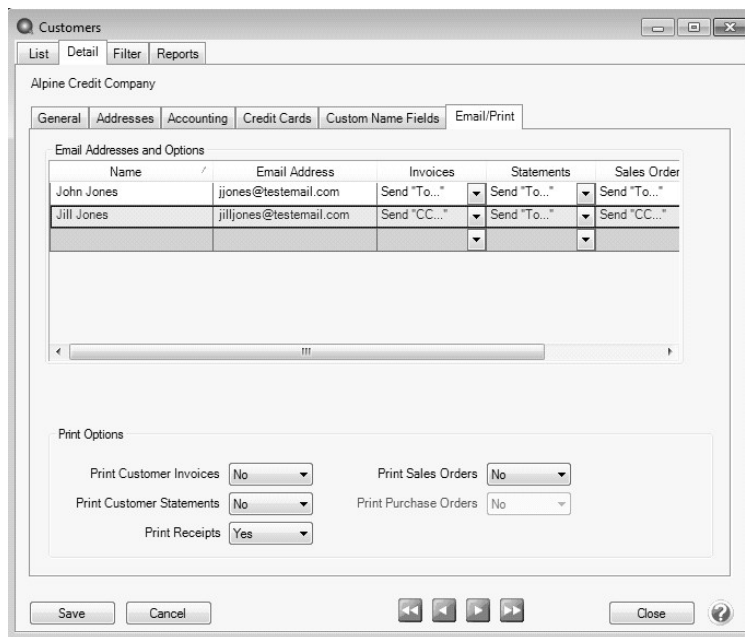 Customers
List Detail Filter Reports
Alpine Credit Company
General Addresses Accounting Credit Cards Custom Name Fields Email/Print
Email Addresses and Options
Name Email Address Invoices Statements Sales Order
John Jones jjones@testemail.com Send "To..." Send "To..." Send "To..."
Jill Jones jilljones@testemail.com Send "CC..." Send "To..." Send "CC..."
Print Options
Print Customer Invoices No Print Sales Orders No
Print Customer Statements No Print Purchase Orders No
Print Receipts Yes
Save Cancel Close ?